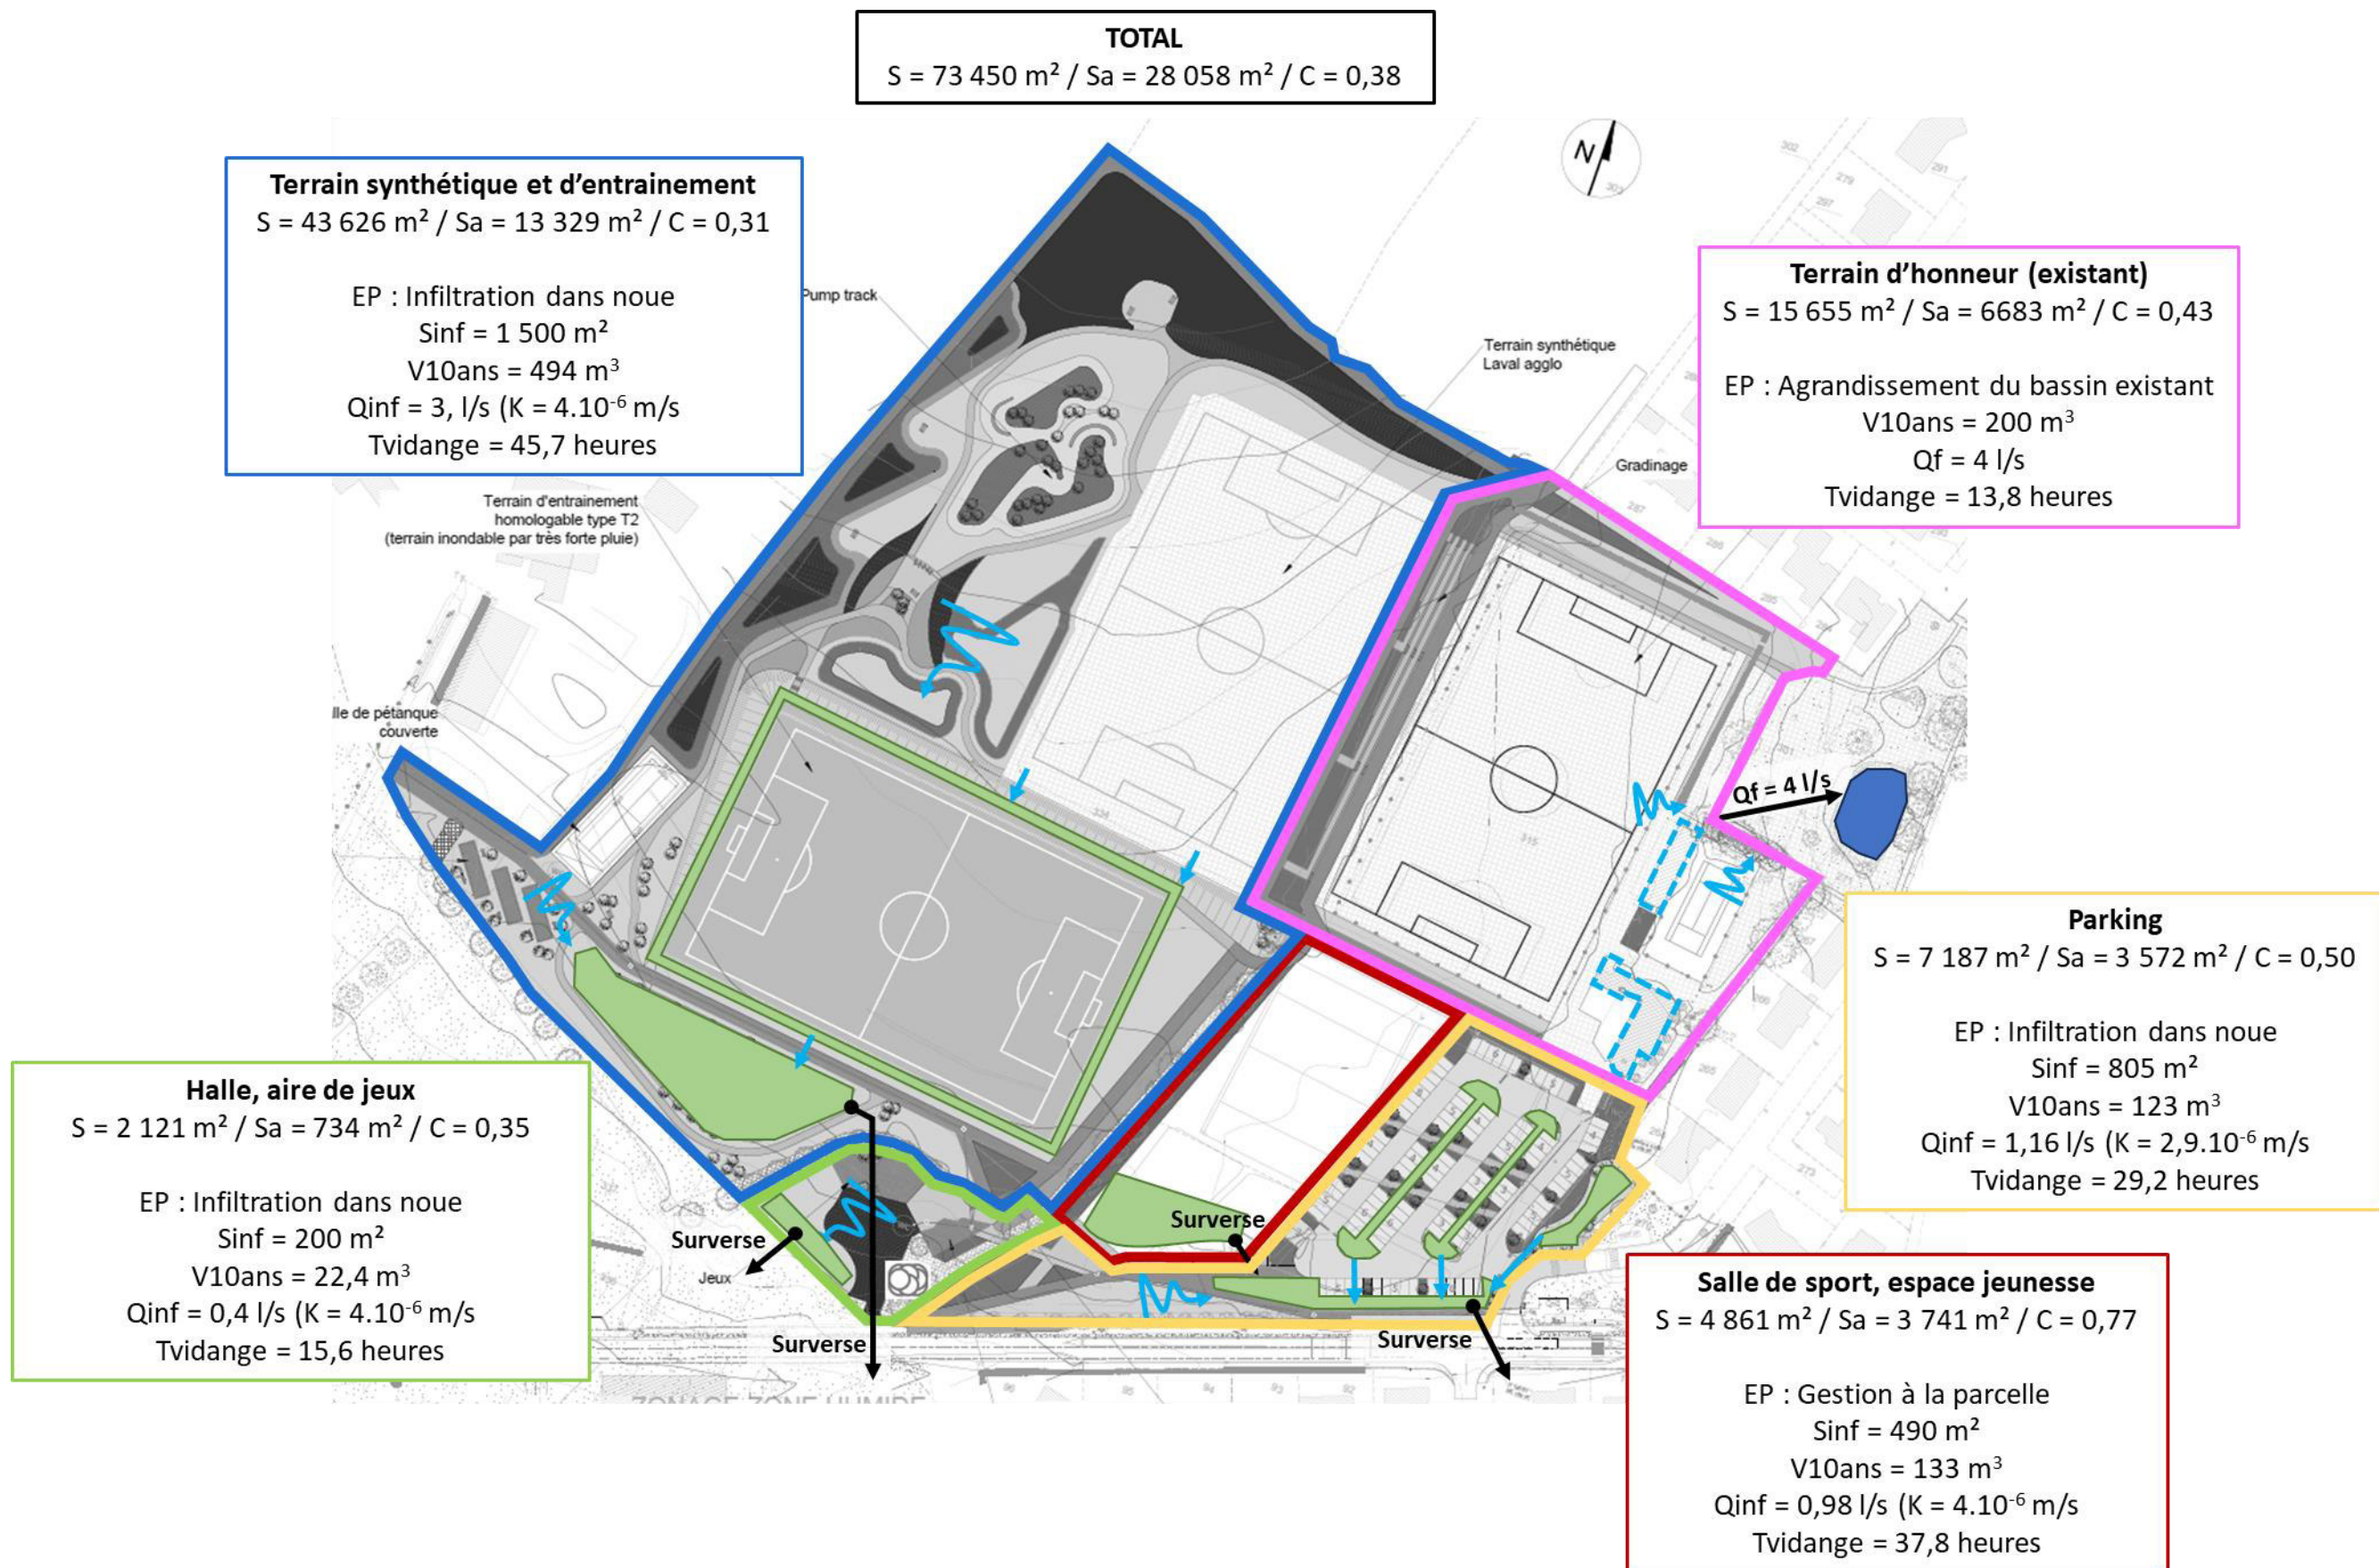 TOTAL
S = 73 450 m² / Sa = 28 058 m² / C = 0,38
Terrain synthétique et d'entrainement
S = 43 626 m² / Sa = 13 329 m² / C = 0,31
EP : Infiltration dans noue
Sinf = 1 500 m²
V10ans = 494 m³
Qinf = 3, l/s (K = 4.10⁻⁶ m/s
Tvidange = 45,7 heures
N
Terrain d'honneur (existant)
S = 15 655 m² / Sa = 6683 m² / C = 0,43
EP : Agrandissement du bassin existant
V10ans = 200 m³
Qf = 4 l/s
Tvidange = 13,8 heures
Pump track
Terrain synthétique
Laval agglo
Gradinage
Terrain d'entrainement
homologable type T2
(terrain inondable par très forte pluie)
lle de pétanque
couverte
Qf = 4 l/s
Parking
S = 7 187 m² / Sa = 3 572 m² / C = 0,50
EP : Infiltration dans noue
Sinf = 805 m²
V10ans = 123 m³
Qinf = 1,16 l/s (K = 2,9.10⁻⁶ m/s
Tvidange = 29,2 heures
Halle, aire de jeux
S = 2 121 m² / Sa = 734 m² / C = 0,35
EP : Infiltration dans noue
Sinf = 200 m²
V10ans = 22,4 m³
Qinf = 0,4 l/s (K = 4.10⁻⁶ m/s
Tvidange = 15,6 heures
Surverse
Jeux
Surverse
Surverse
Surverse
Salle de sport, espace jeunesse
S = 4 861 m² / Sa = 3 741 m² / C = 0,77
EP : Gestion à la parcelle
Sinf = 490 m²
V10ans = 133 m³
Qinf = 0,98 l/s (K = 4.10⁻⁶ m/s
Tvidange = 37,8 heures
ZONAGE ZONE HUMIDE